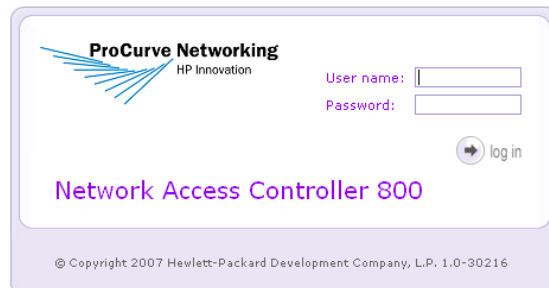 ProCurve Networking
HP Innovation
User name:
Password:
log in
Network Access Controller 800
© Copyright 2007 Hewlett-Packard Development Company, L.P. 1.0-30216